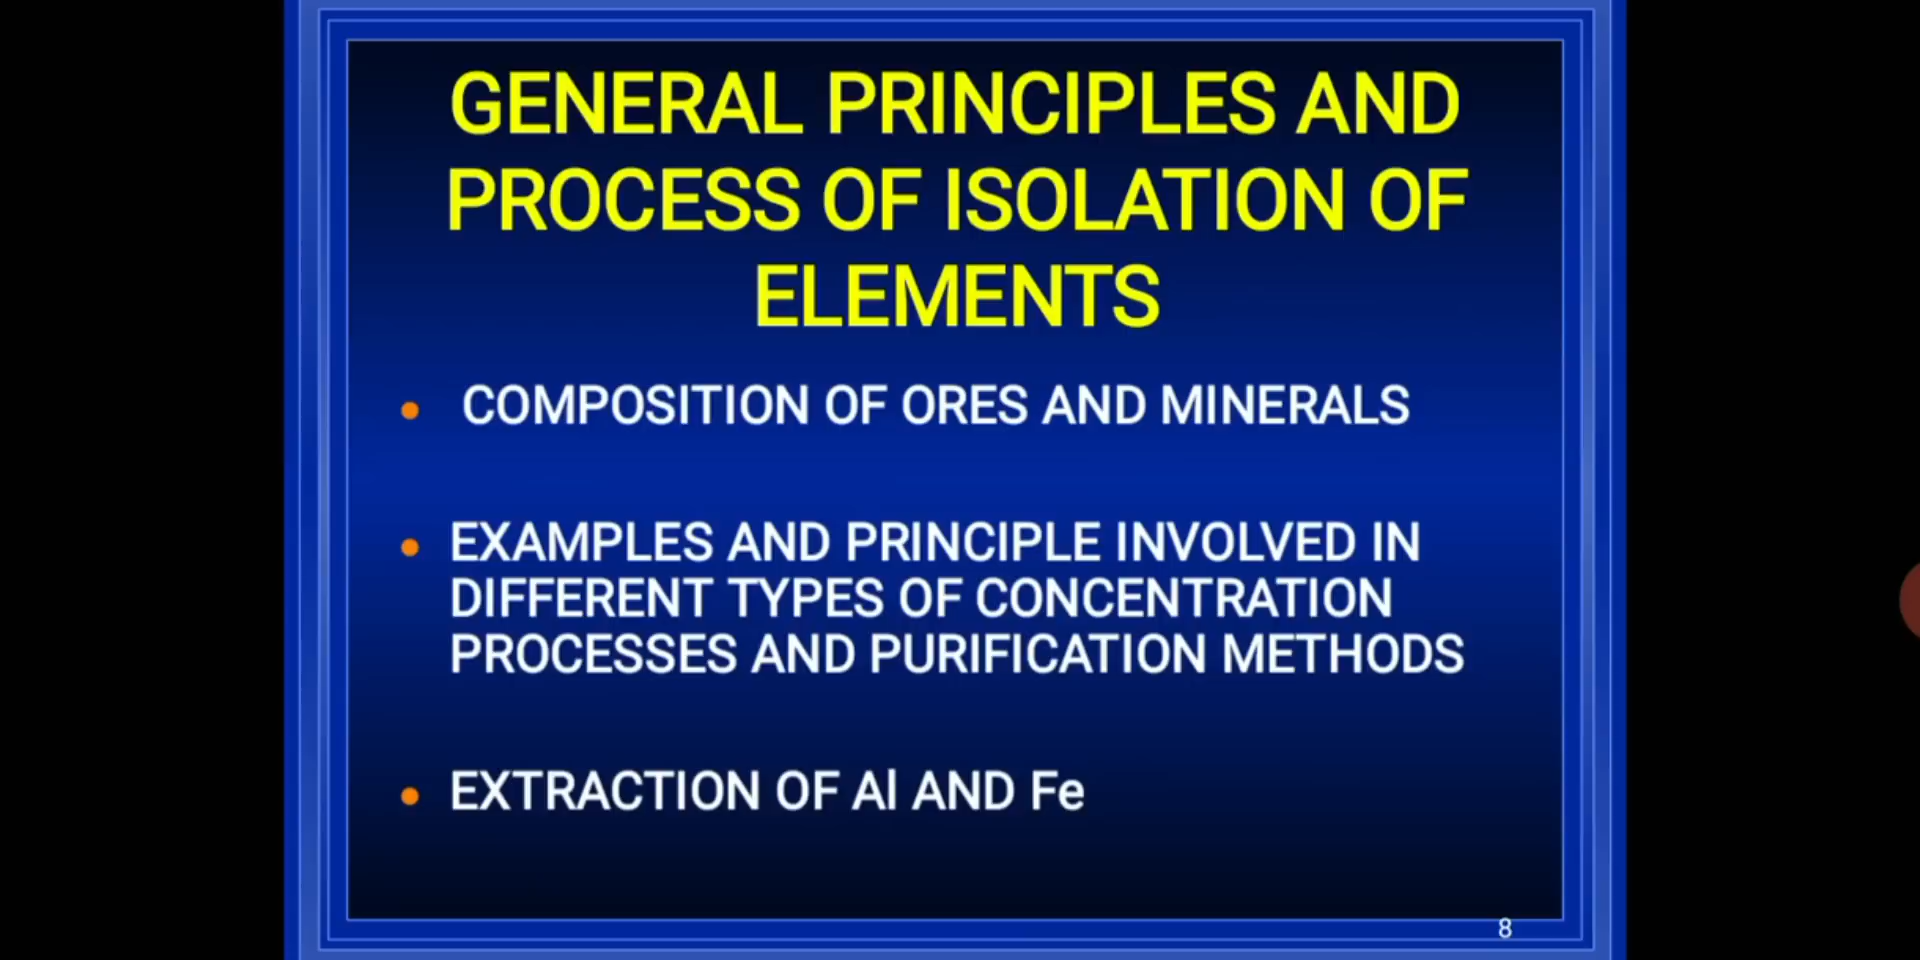 GENERAL PRINCIPLES AND
PROCESS OF ISOLATION OF
ELEMENTS
• COMPOSITION OF ORES AND MINERALS
• EXAMPLES AND PRINCIPLE INVOLVED IN
DIFFERENT TYPES OF CONCENTRATION
PROCESSES AND PURIFICATION METHODS
• EXTRACTION OF Al AND Fe
8